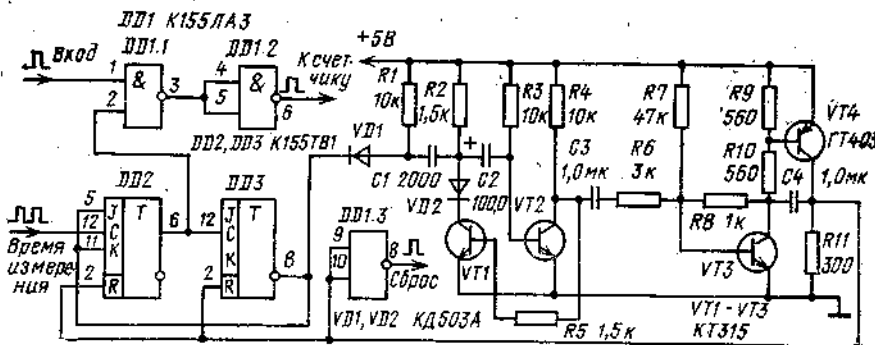 DD1 К155ЛА3
Вход
DD1.1
DD1.2
К счет-
чику
+5В
1
2
&
3
4
5
&
6
R1
10к
R2
1,5к
R3
10к
R4
10к
R7
47к
R9
560
VT4
ГТ403
DD2, DD3 К155ТВ1
VD1
C1 2000
+
C2
100,0
VD2
VT2
C3
1,0мк
R6
3к
R10
560
C4
1,0мк
R8 1к
DD2
DD3
DD1.3
5
12
11
2
J
C
K
R
T
6
12
2
J
C
K
R
T
8
9
10
8
Сброс
Время
измерения
VT1
VT3
R11
300
VD1, VD2 КД503А
R5 1,5к
VT1-VT3
КТ315